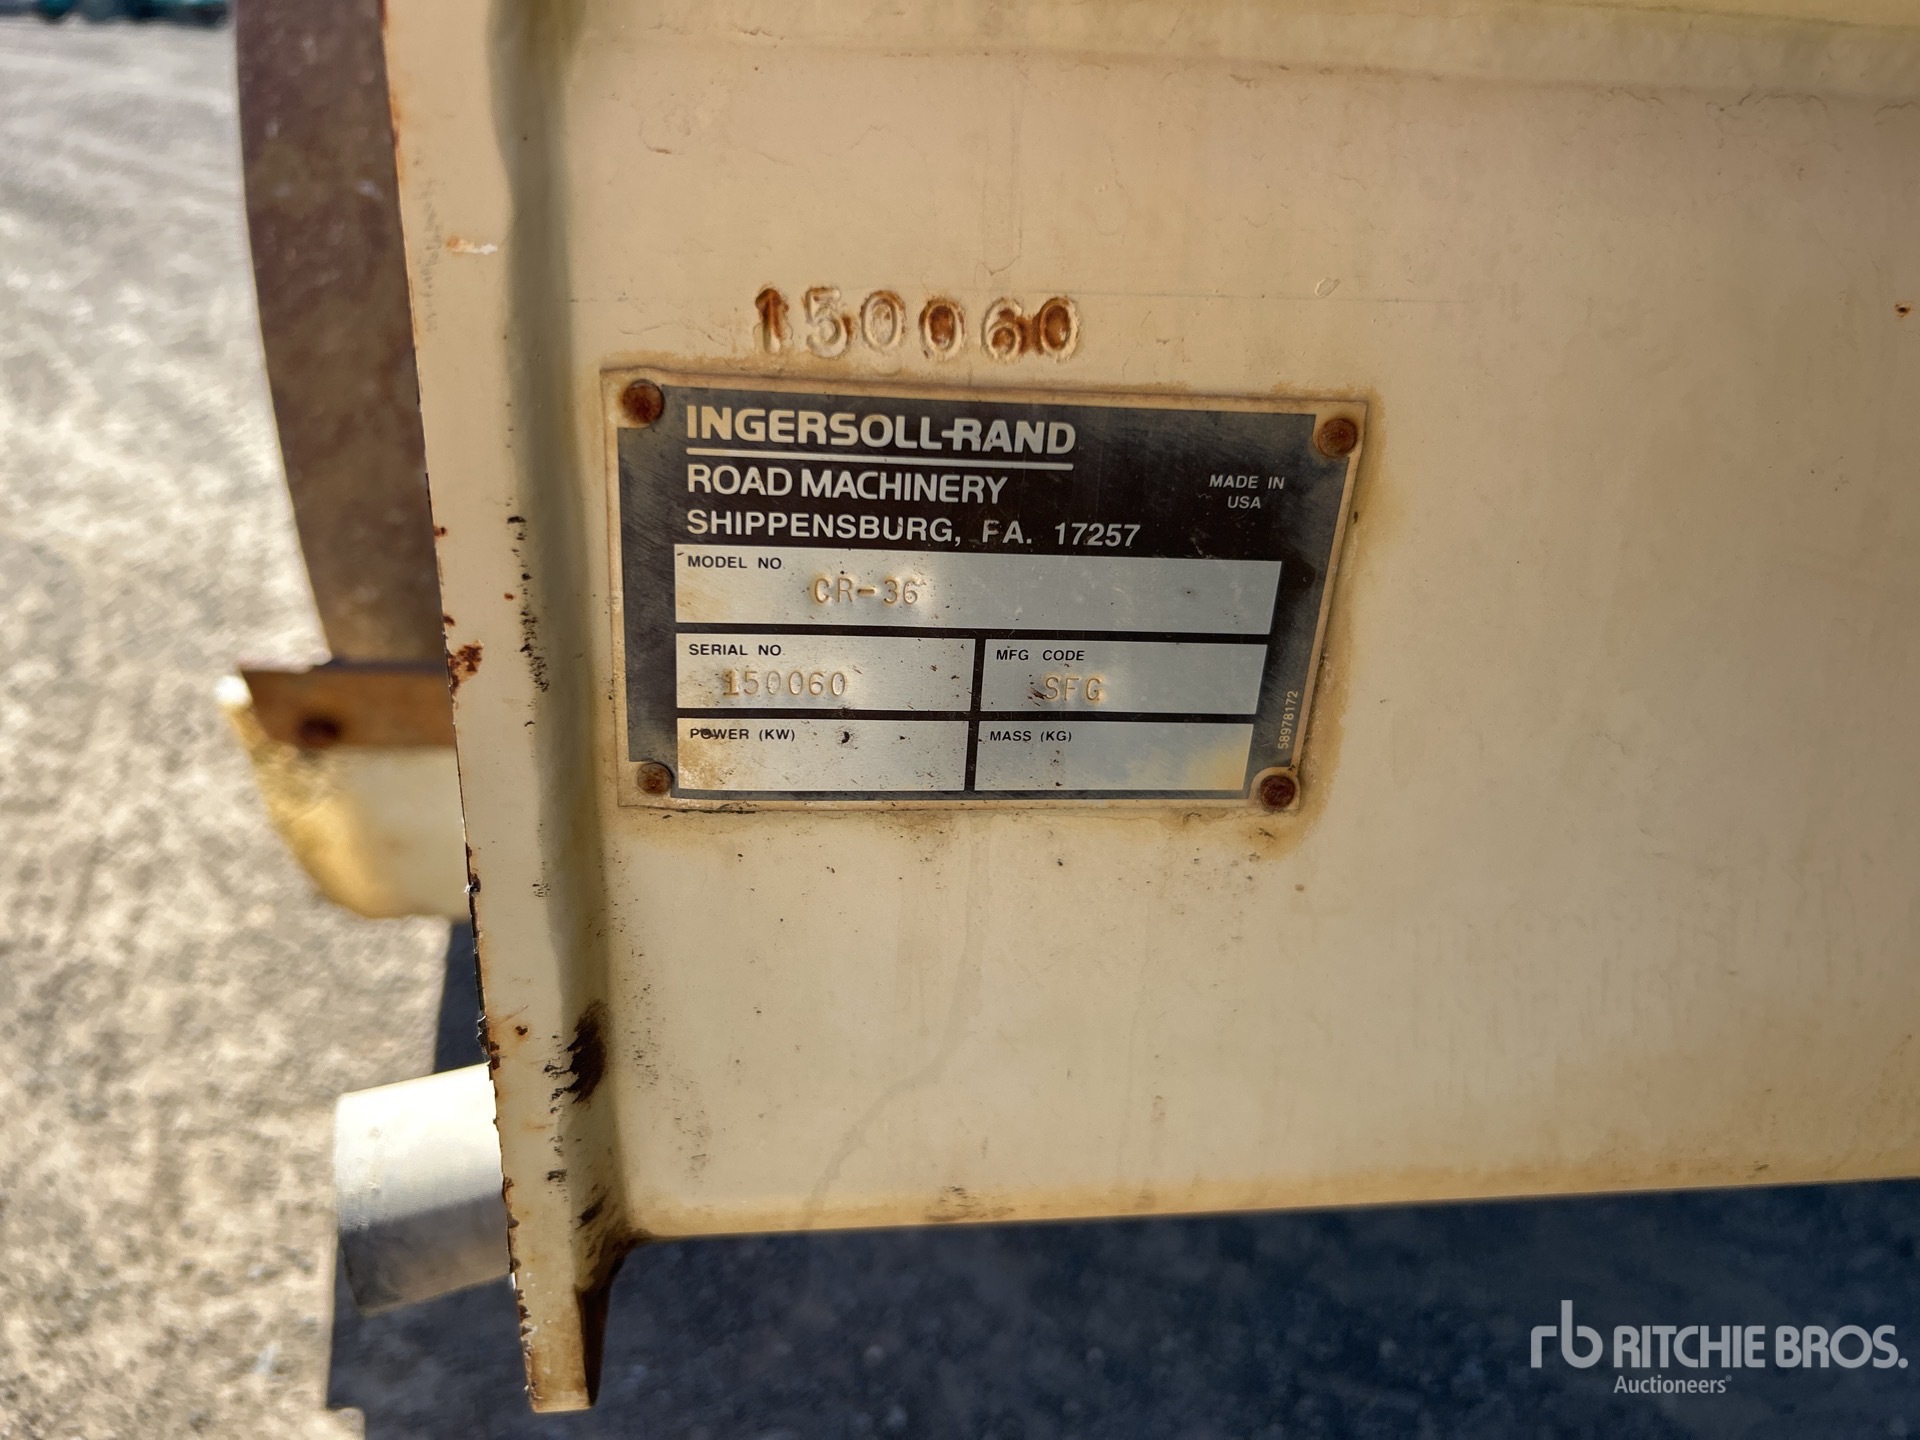 150060
INGERSOLL-RAND
ROAD MACHINERY
MADE IN
USA
SHIPPENSBURG, PA. 17257
MODEL NO.
CR-36
SERIAL NO.
150060
MFG CODE
SFG
POWER (KW)
MASS (KG)
58978172
rb RITCHIE BROS.
Auctioneers®